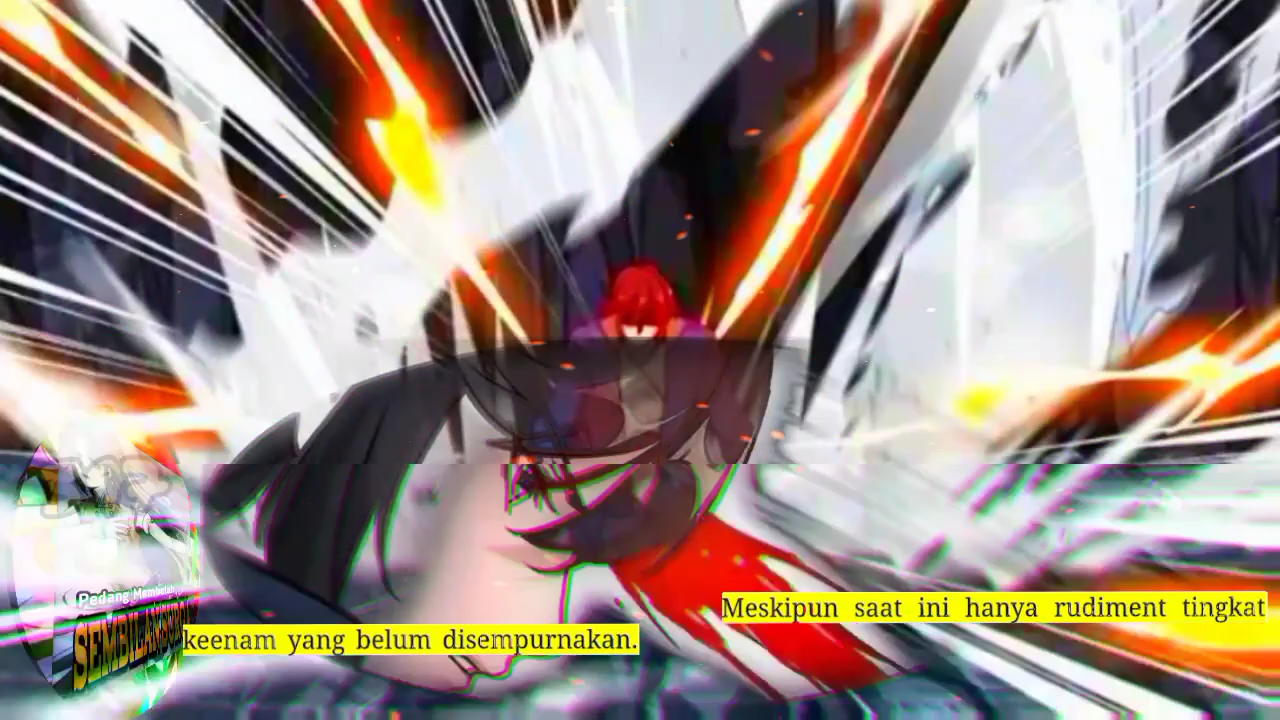 Meskipun saat ini hanya rudiment tingkat
keenam yang belum disempurnakan.
Pedang Membelah